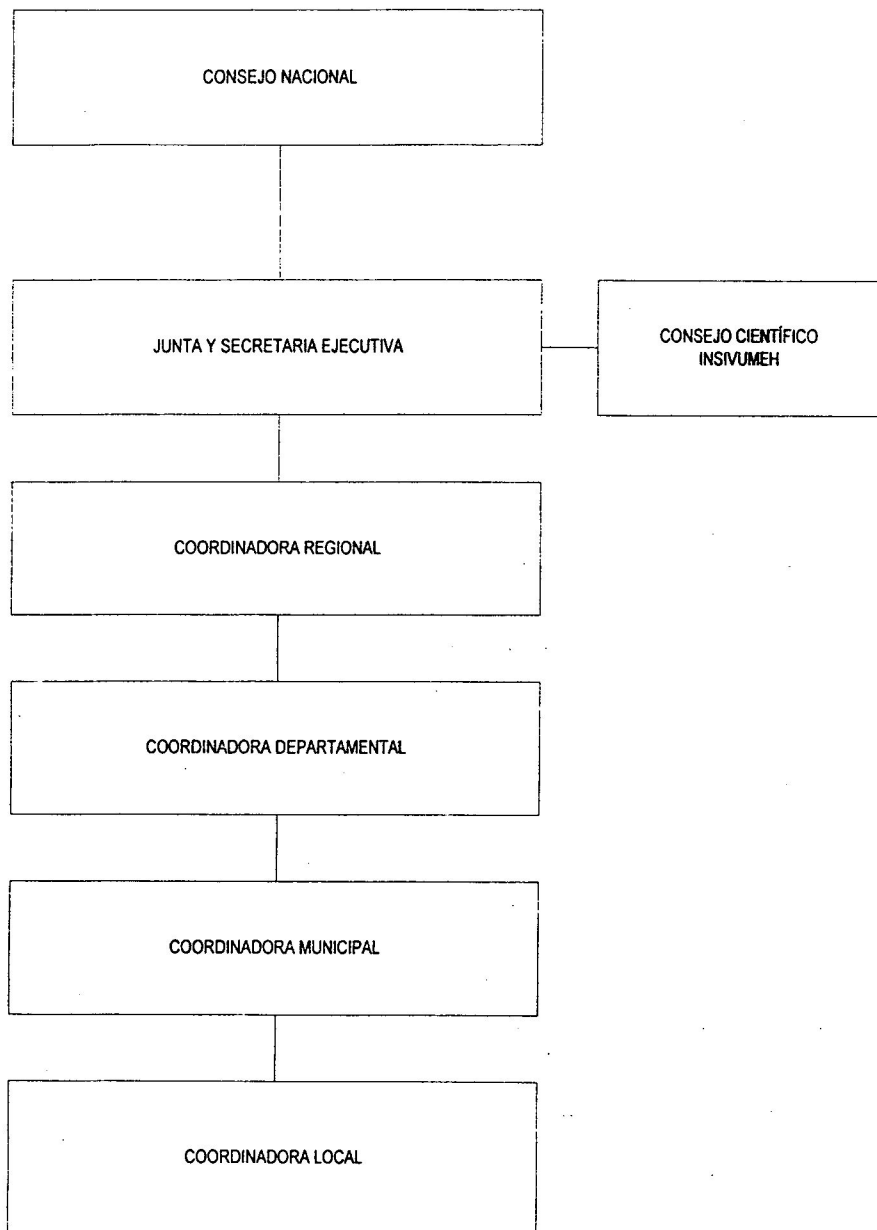 CONSEJO NACIONAL
JUNTA Y SECRETARIA EJECUTIVA
CONSEJO CIENTÍFICO
INSIVUMEH
COORDINADORA REGIONAL
COORDINADORA DEPARTAMENTAL
COORDINADORA MUNICIPAL
COORDINADORA LOCAL